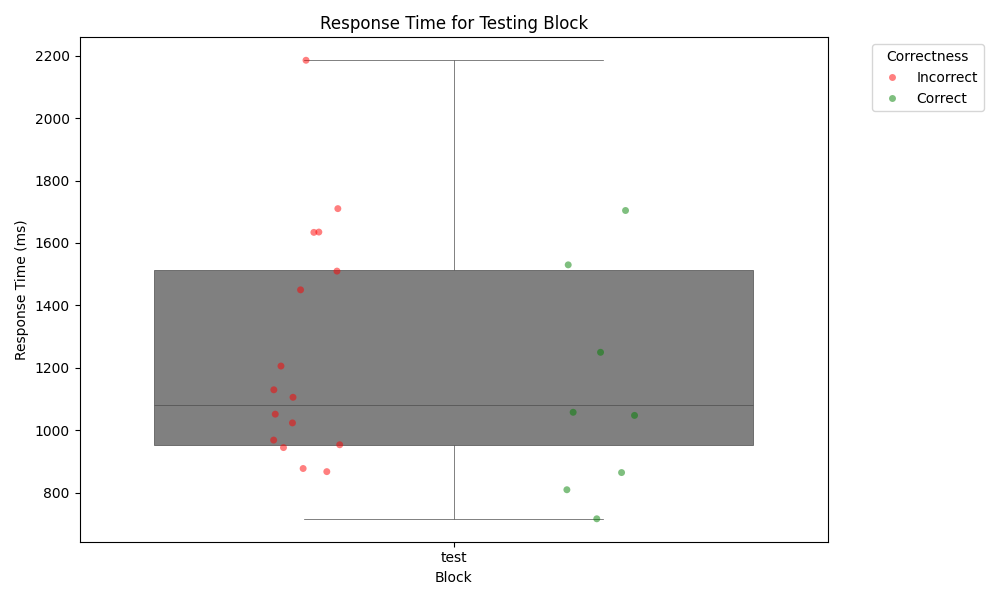 Response Time for Testing Block
Correctness
Incorrect
Correct
Response Time (ms)
2200
2000
1800
1600
1400
1200
1000
800
test
Block